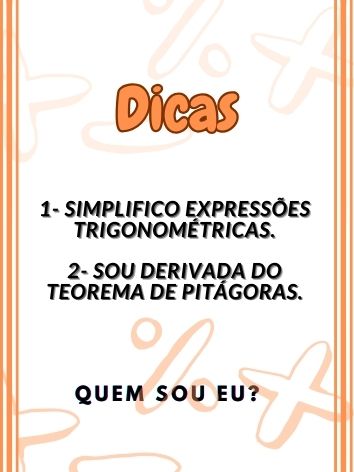 Dicas
1- SIMPLIFICO EXPRESSÕES
TRIGONOMÉTRICAS.
2- SOU DERIVADA DO
TEOREMA DE PITÁGORAS.
QUEM SOU EU?